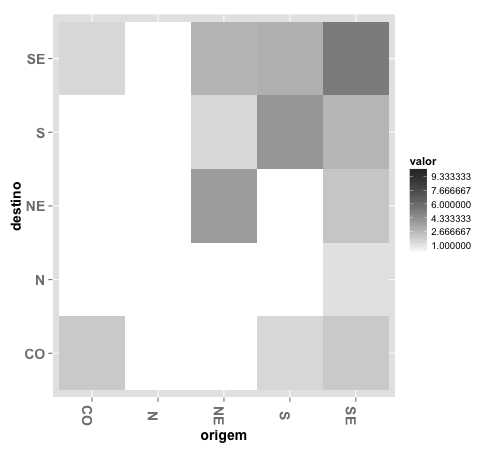 SE
S
NE
N
CO
destino
CO
N
NE
S
SE
origem
valor
9.333333
7.666667
6.000000
4.333333
2.666667
1.000000